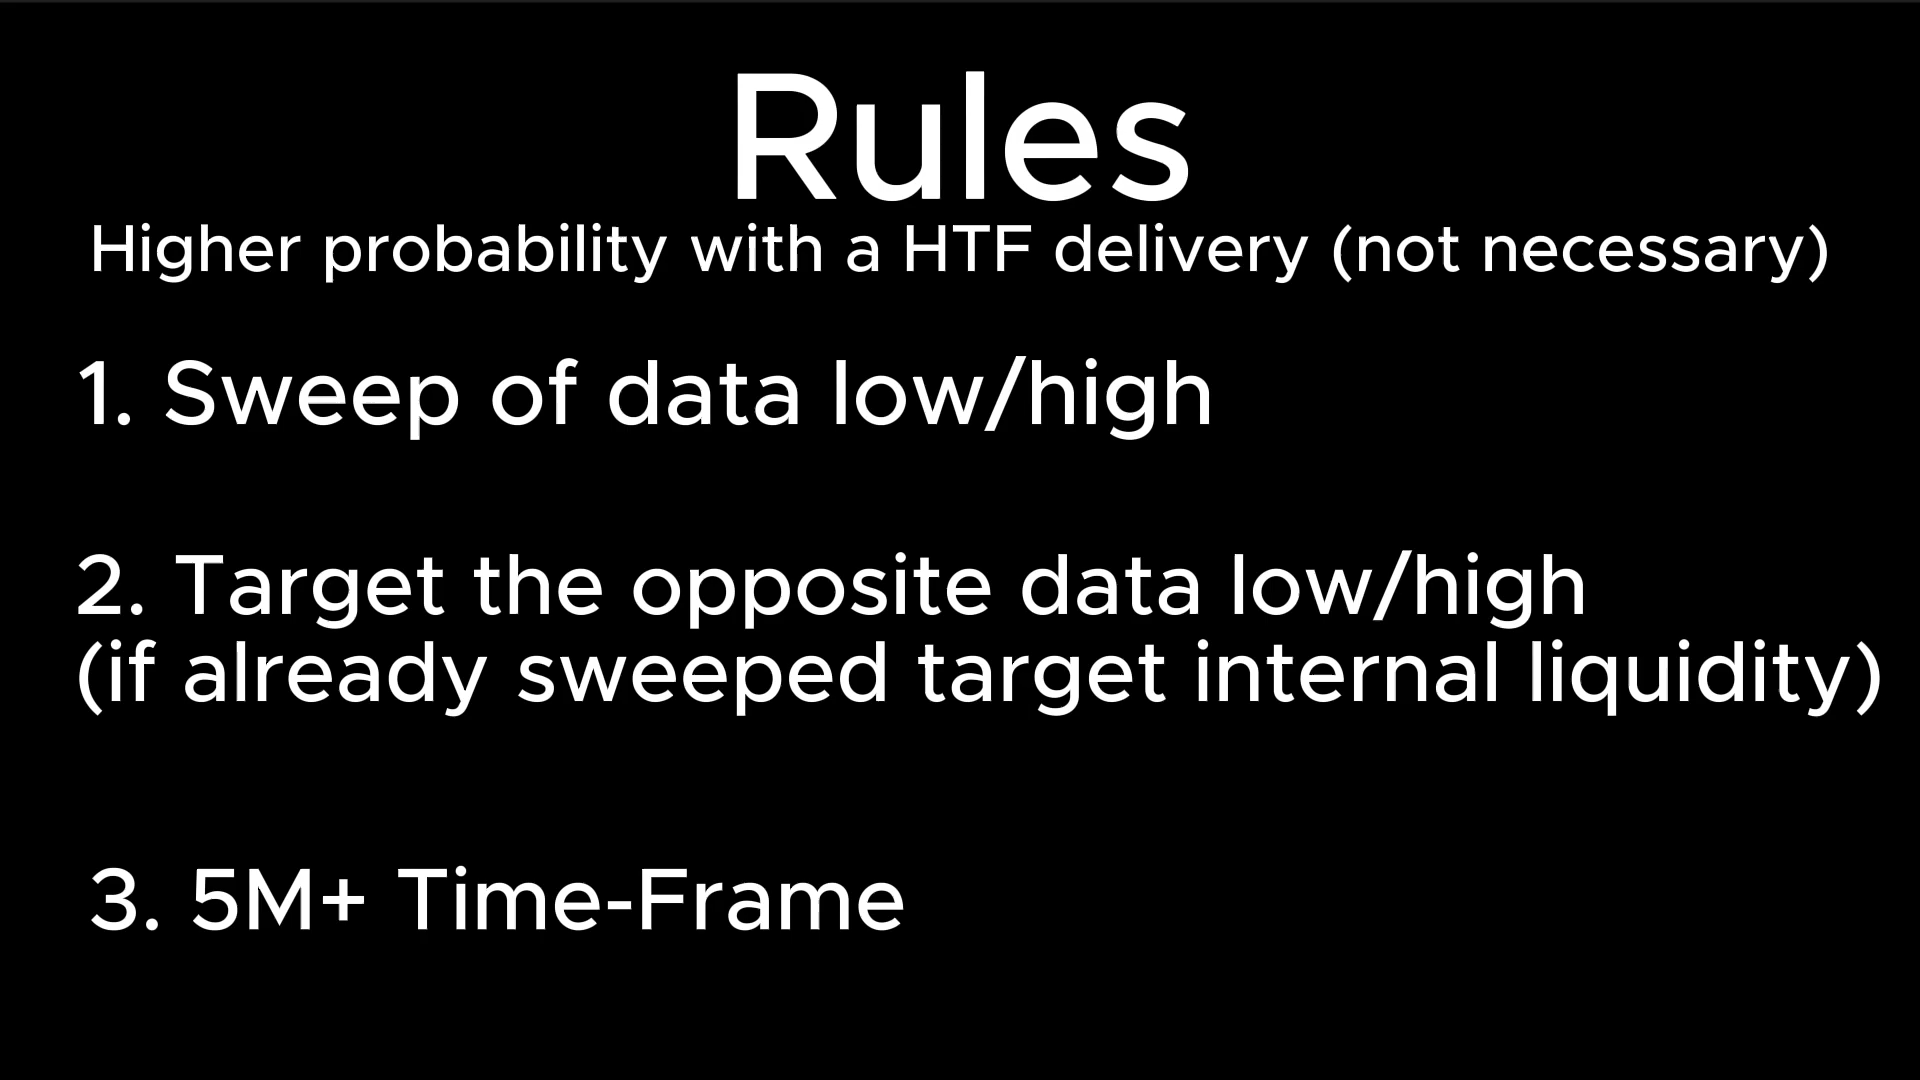 Rules
Higher probability with a HTF delivery (not necessary)
1. Sweep of data low/high
2. Target the opposite data low/high
(if already sweeped target internal liquidity)
3. 5M+ Time-Frame